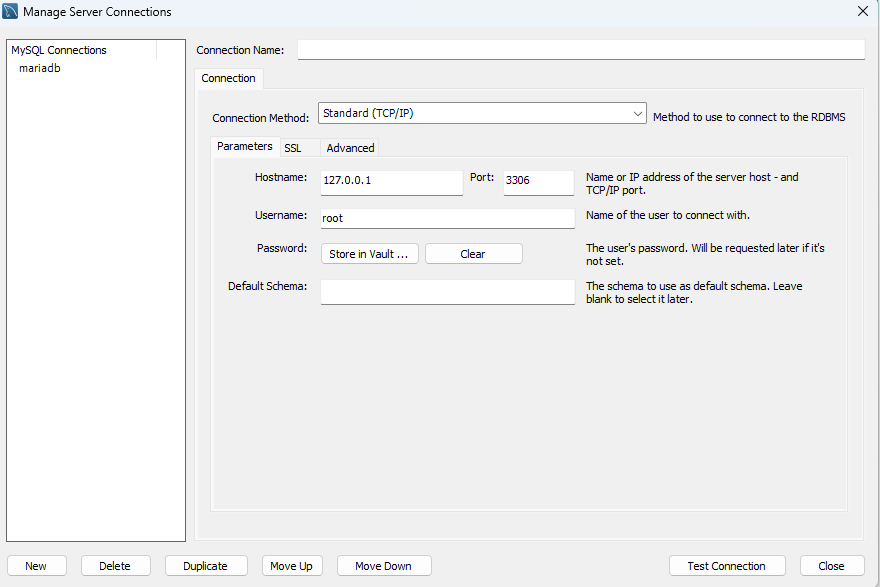 Manage Server Connections
MySQL Connections
mariadb
Connection Name:
Connection
Connection Method:
Standard (TCP/IP)
Method to use to connect to the RDBMS
Parameters
SSL
Advanced
Hostname:
127.0.0.1
Port:
3306
Name or IP address of the server host - and
TCP/IP port.
Username:
root
Name of the user to connect with.
Password:
Store in Vault ...
Clear
The user's password. Will be requested later if it's
not set.
Default Schema:
The schema to use as default schema. Leave
blank to select it later.
New
Delete
Duplicate
Move Up
Move Down
Test Connection
Close